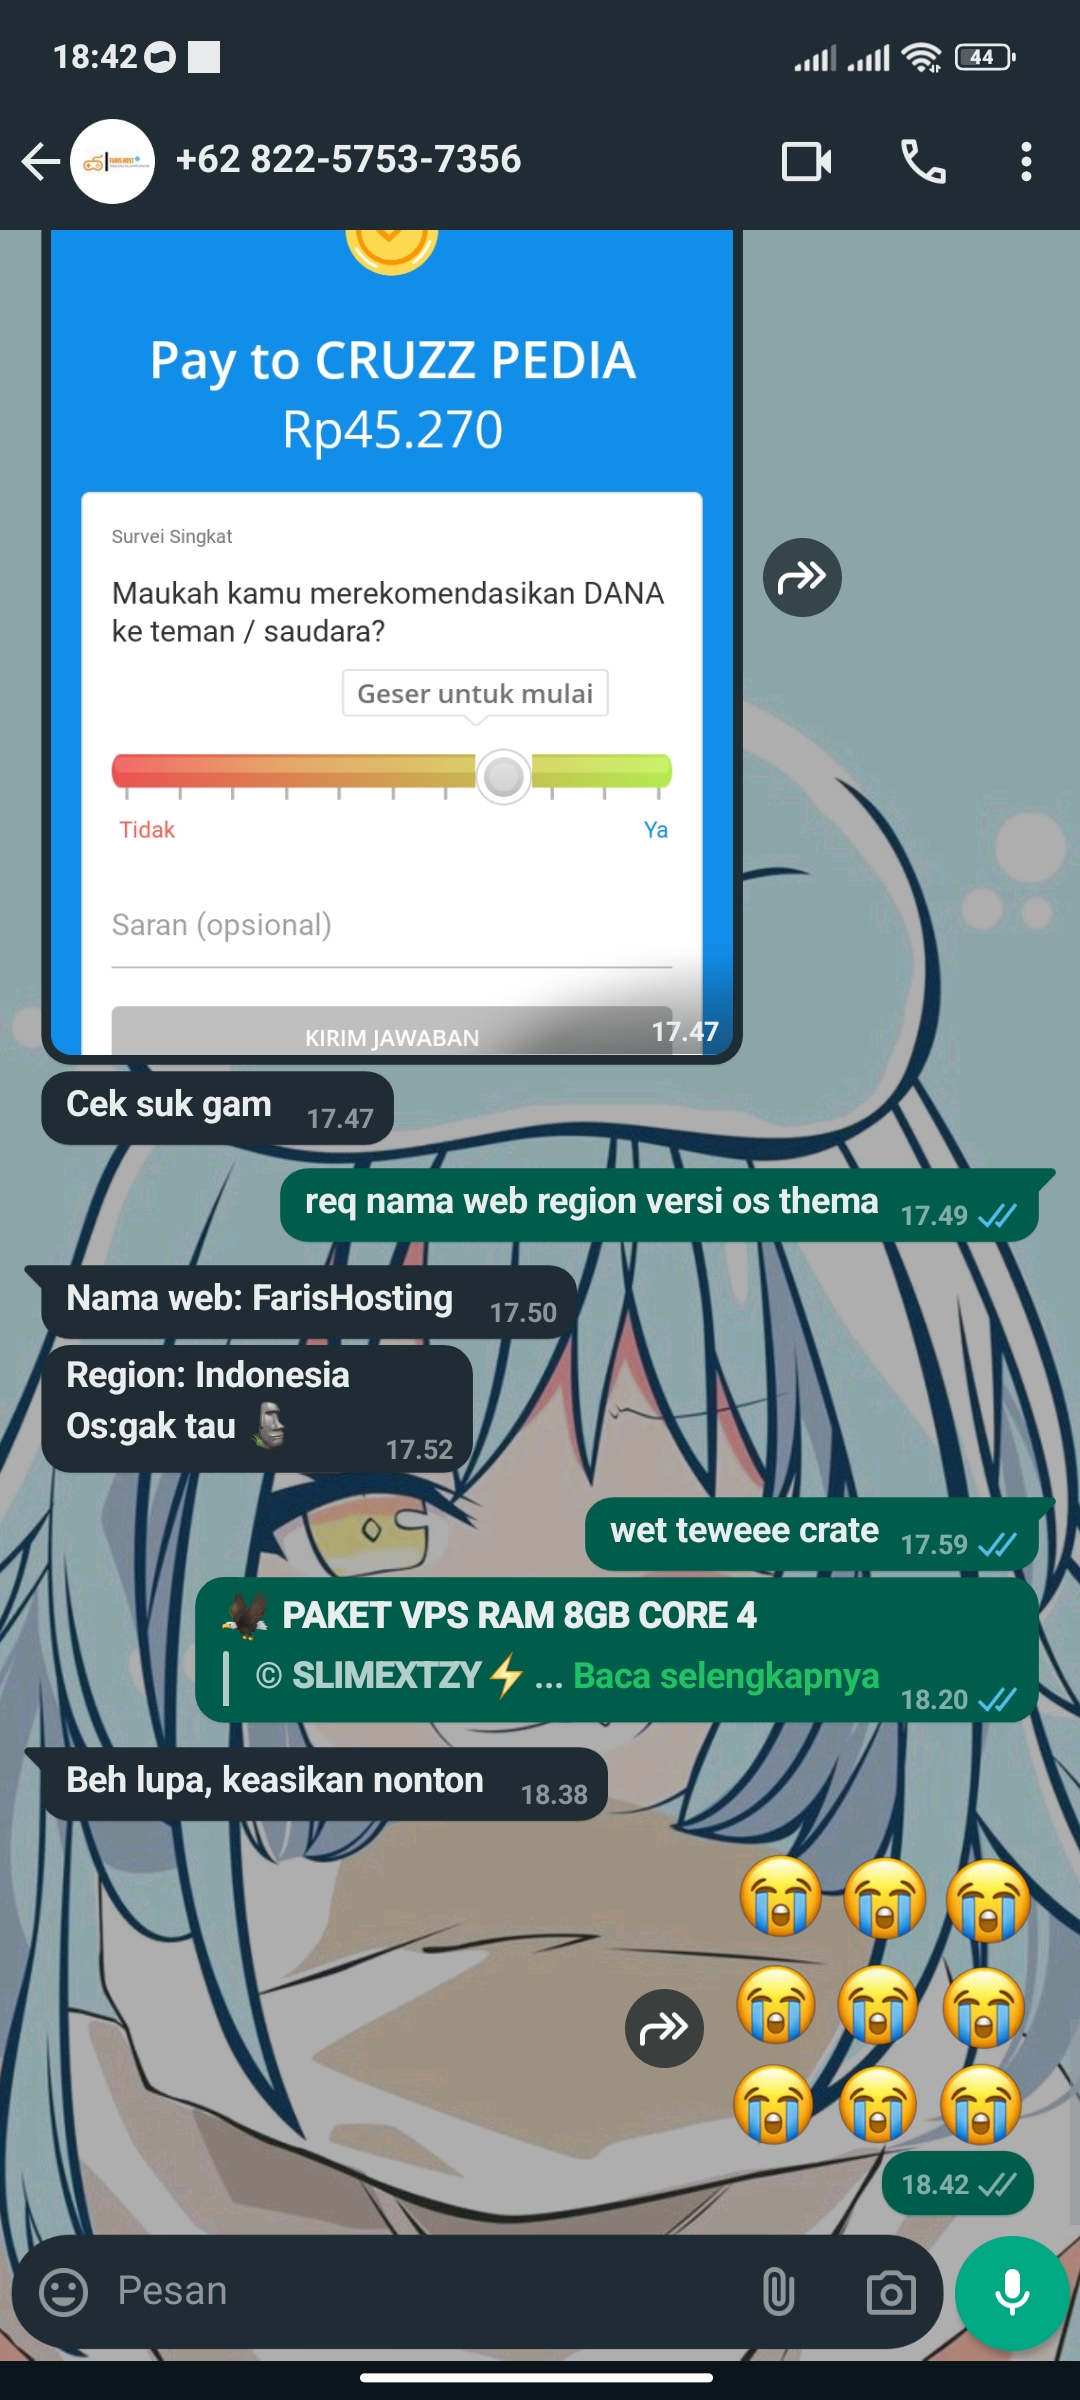 18:42
44
+62 822-5753-7356
Pay to CRUZZ PEDIA
Rp45.270
Survei Singkat
Maukah kamu merekomendasikan DANA
ke teman / saudara?
Geser untuk mulai
Tidak
Ya
Saran (opsional)
KIRIM JAWABAN
17.47
Cek suk gam 17.47
req nama web region versi os thema 17.49
Nama web: FarisHosting 17.50
Region: Indonesia
Os:gak tau 🗿 17.52
wet teweee crate 17.59
🦅 PAKET VPS RAM 8GB CORE 4
© SLIMEXTZY⚡ ... Baca selengkapnya 18.20
Beh lupa, keasikan nonton 18.38
😭😭😭
😭😭😭
😭😭😭
18.42
Pesan